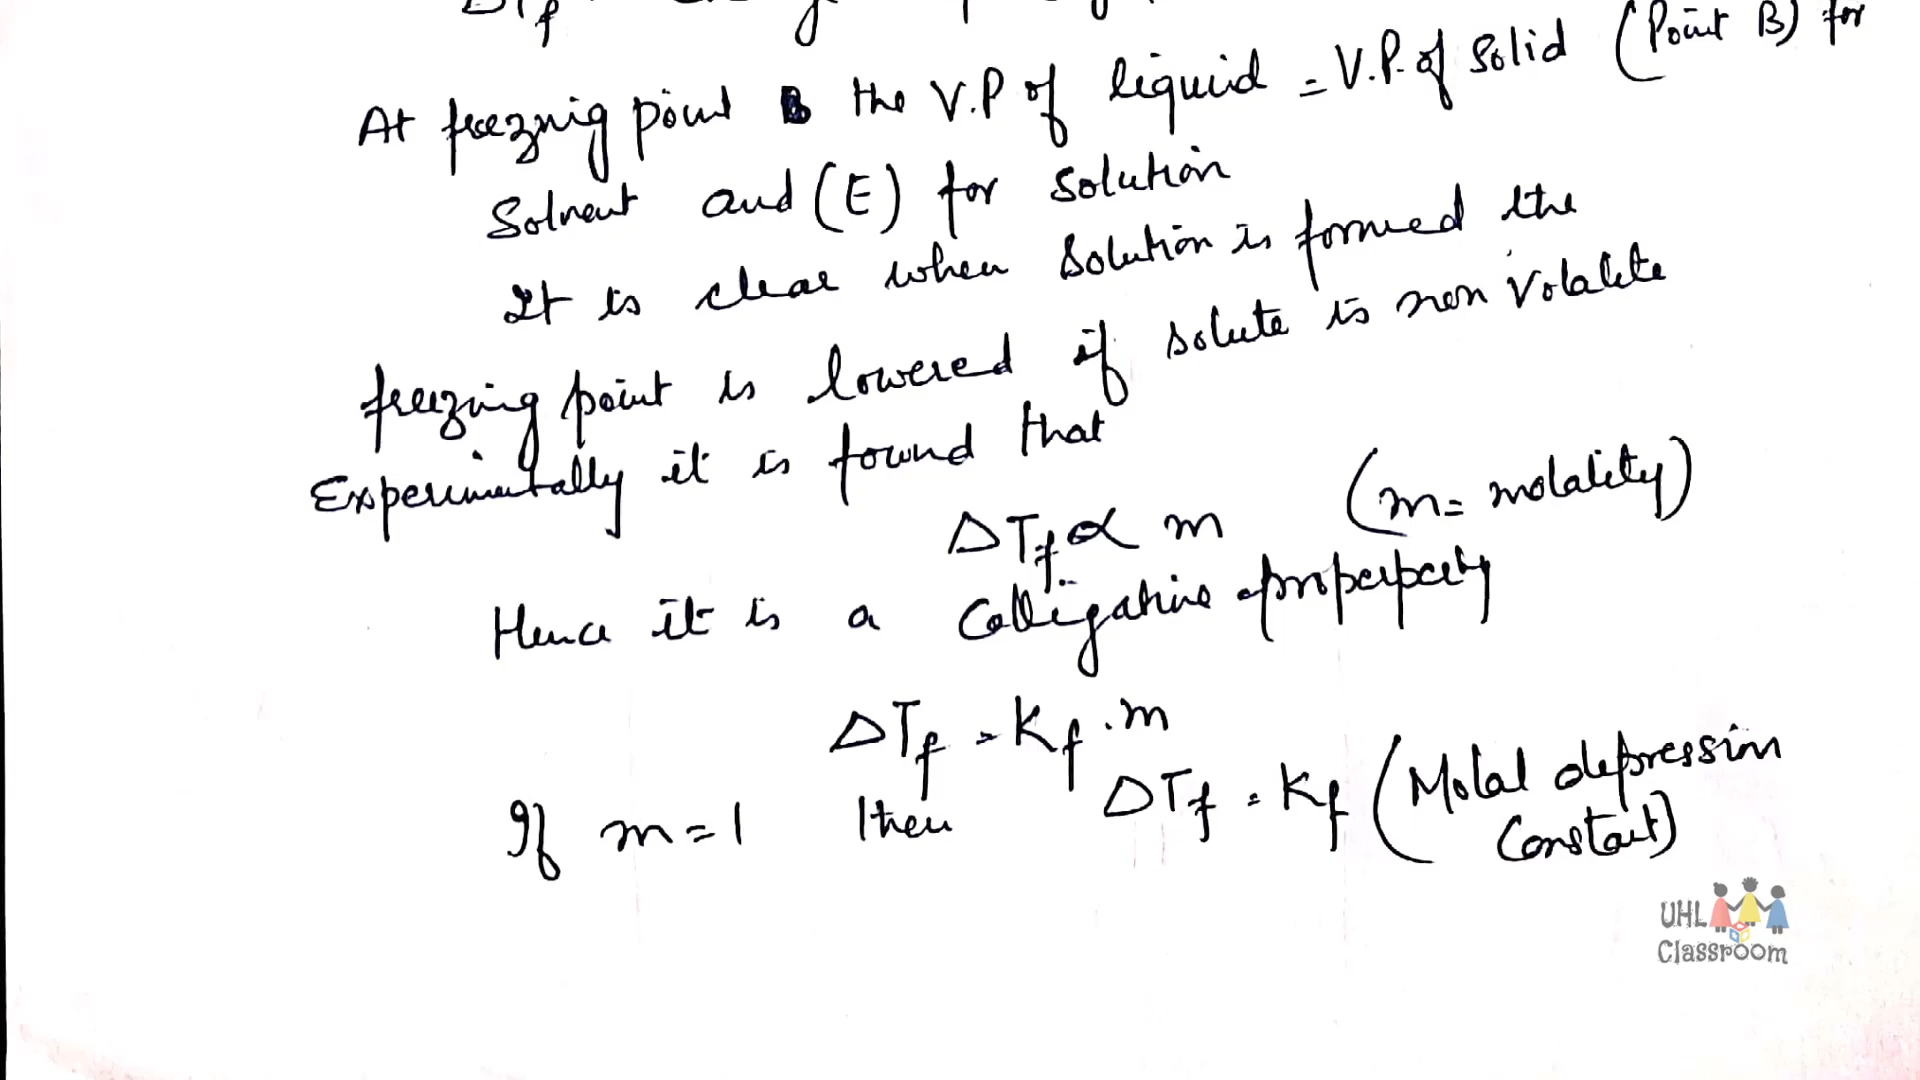 ΔTf
At freezing point the V.P of liquid = V.P. of solid (Point B) for
Solvent and (E) for solution
It is clear when solution is formed the
freezing point is lowered if solute is non volatile
Experimentally it is found that
ΔTf ∝ m (m = molality)
Hence it is a Colligative properpety
ΔTf = Kf . m
If m = 1 then ΔTf = Kf (Molal depression
Constant)
UHL
Classroom